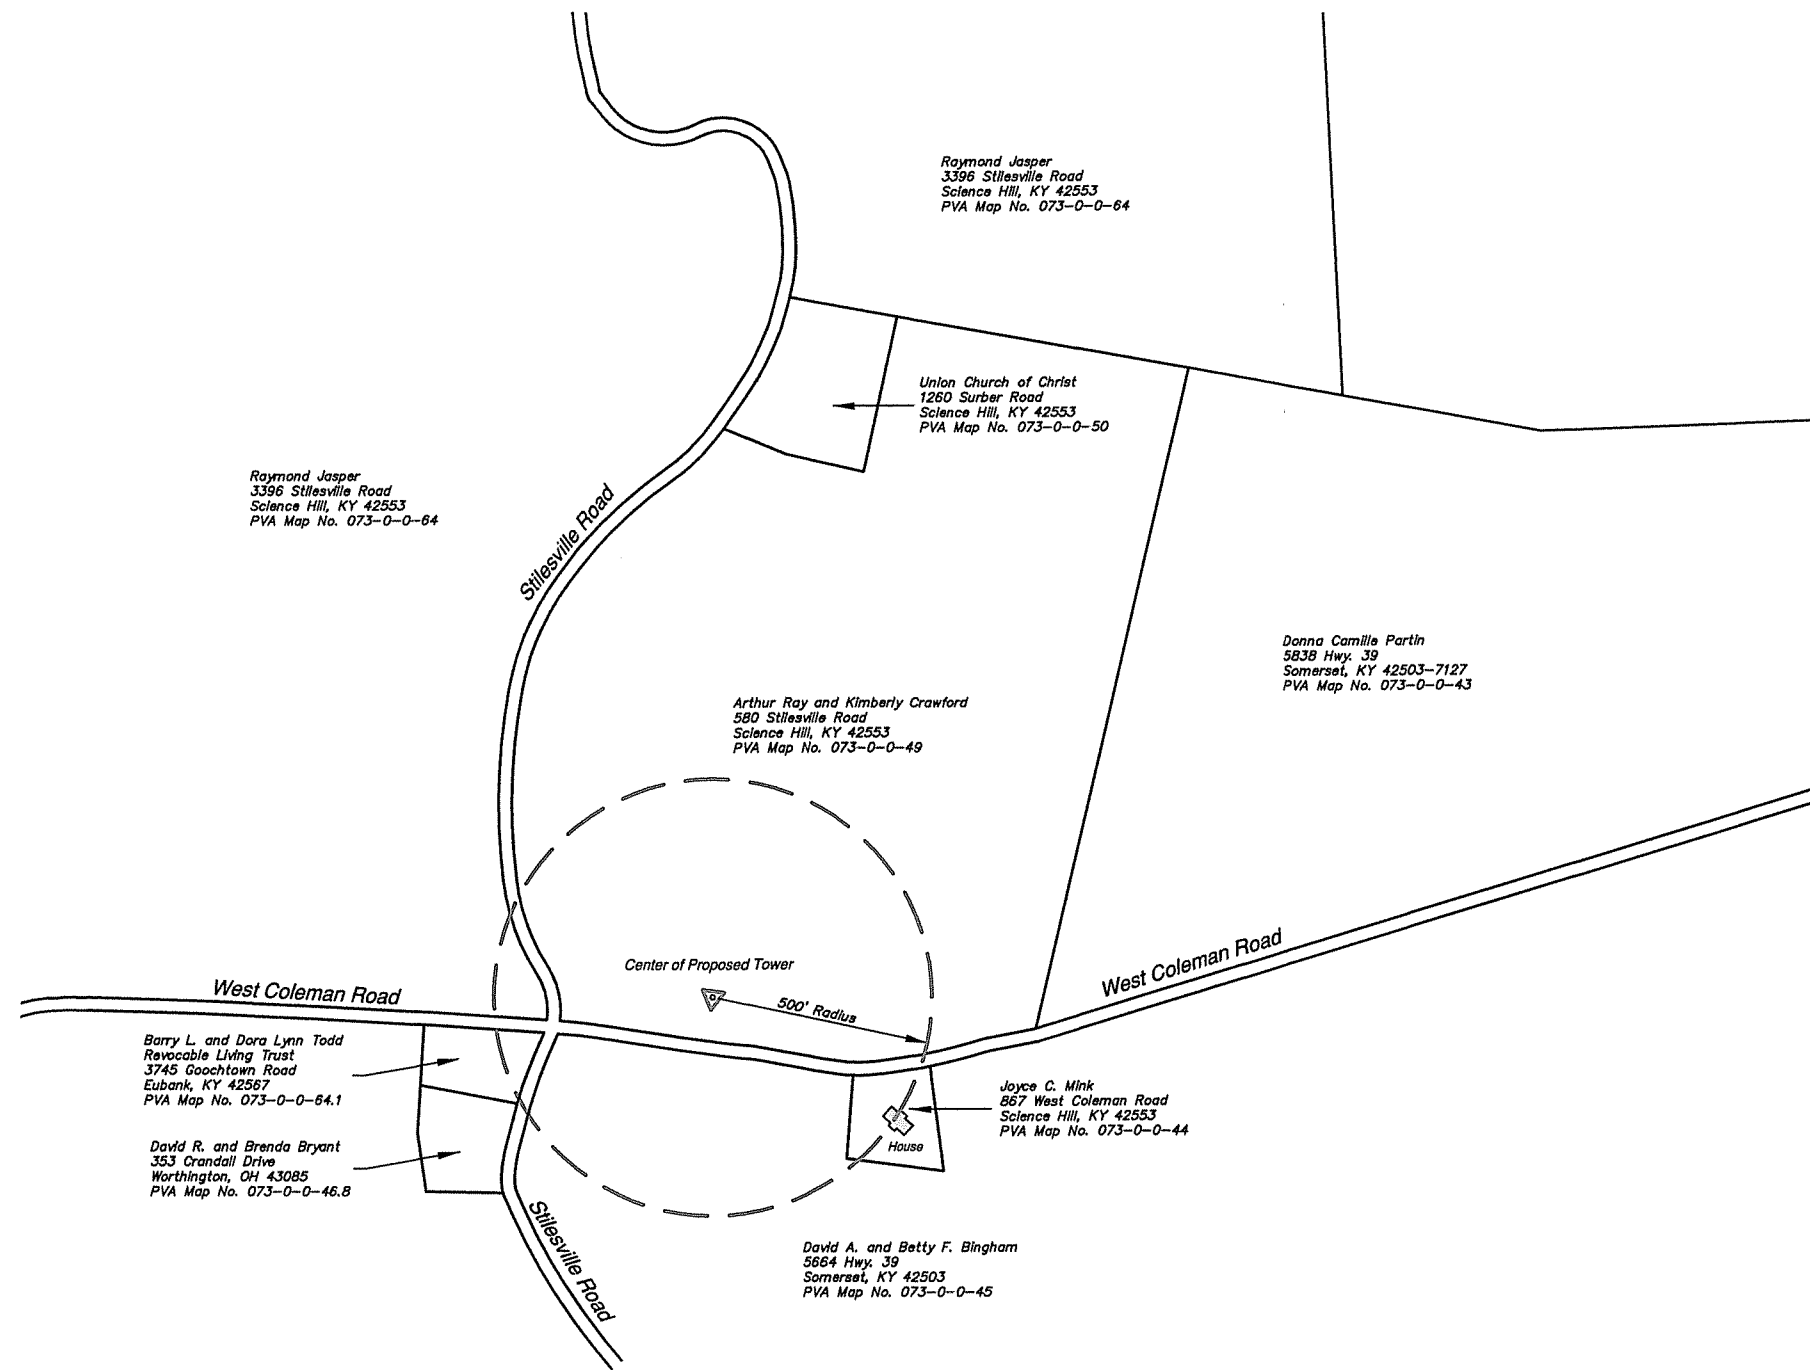 Raymond Jasper
3396 Stilesville Road
Science Hill, KY 42553
PVA Map No. 073-0-0-64
Union Church of Christ
1260 Surber Road
Science Hill, KY 42553
PVA Map No. 073-0-0-50
Raymond Jasper
3396 Stilesville Road
Science Hill, KY 42553
PVA Map No. 073-0-0-64
Stilesville Road
Donna Camille Partin
5838 Hwy. 39
Somerset, KY 42503-7127
PVA Map No. 073-0-0-43
Arthur Ray and Kimberly Crawford
580 Stilesville Road
Science Hill, KY 42553
PVA Map No. 073-0-0-49
Center of Proposed Tower
500' Radius
West Coleman Road
West Coleman Road
Barry L. and Dora Lynn Todd
Revocable Living Trust
3745 Goochtown Road
Eubank, KY 42567
PVA Map No. 073-0-0-64.1
Joyce C. Mink
867 West Coleman Road
Science Hill, KY 42553
PVA Map No. 073-0-0-44
House
David R. and Brenda Bryant
353 Crandall Drive
Worthington, OH 43085
PVA Map No. 073-0-0-46.8
Stilesville Road
David A. and Betty F. Bingham
5664 Hwy. 39
Somerset, KY 42503
PVA Map No. 073-0-0-45